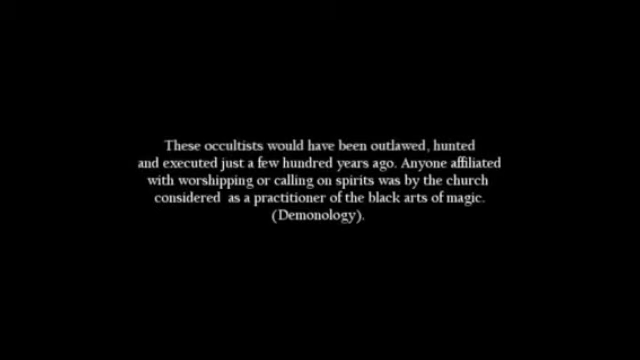 These occultists would have been outlawed, hunted
and executed just a few hundred years ago. Anyone affiliated
with worshipping or calling on spirits was by the church
considered  as a practitioner of the black arts of magic.
(Demonology).